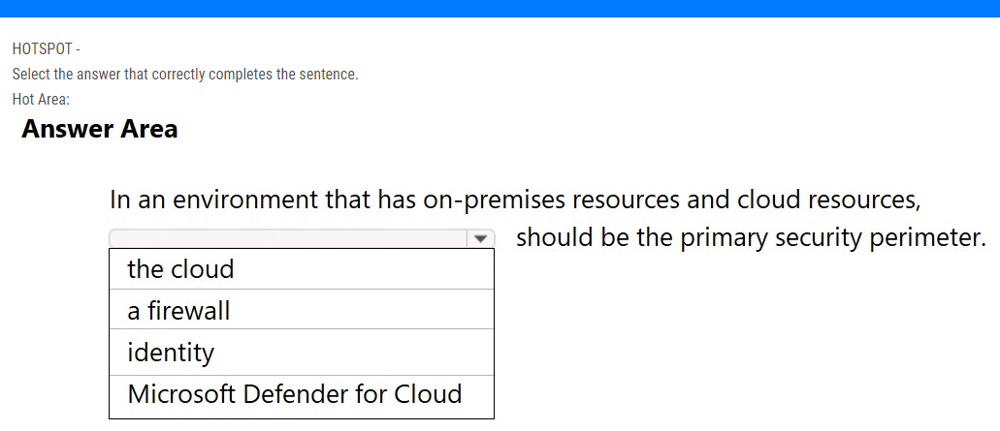 HOTSPOT -
Select the answer that correctly completes the sentence.
Hot Area:
Answer Area
In an environment that has on-premises resources and cloud resources,
should be the primary security perimeter.
the cloud
a firewall
identity
Microsoft Defender for Cloud